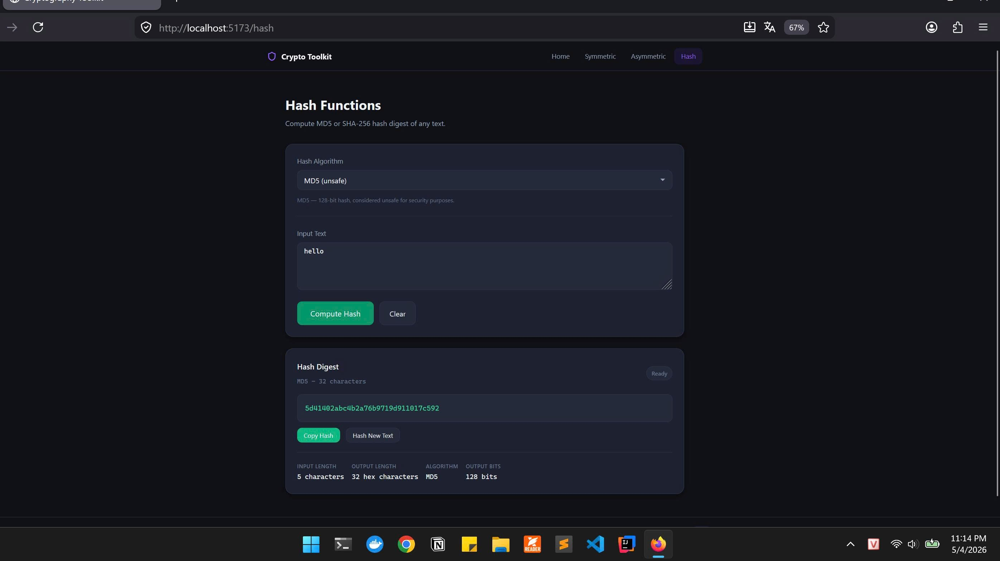 http://localhost:5173/hash
67%
Crypto Toolkit
Home
Symmetric
Asymmetric
Hash
Hash Functions
Compute MD5 or SHA-256 hash digest of any text.
Hash Algorithm
MD5 (unsafe)
MD5 — 128-bit hash, considered unsafe for security purposes.
Input Text
hello
Compute Hash
Clear
Hash Digest
Ready
MD5 — 32 characters
5d41402abc4b2a76b9719d911017c592
Copy Hash
Hash New Text
INPUT LENGTH
OUTPUT LENGTH
ALGORITHM
OUTPUT BITS
5 characters
32 hex characters
MD5
128 bits
READER
IJ
V
11:14 PM
5/4/2026